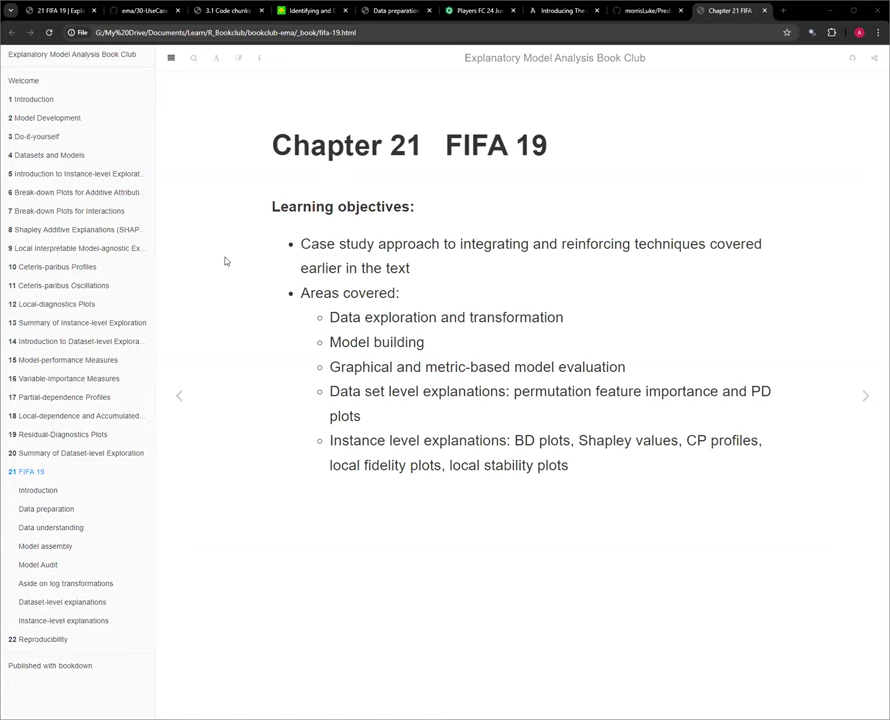 21 FIFA 19 | Expla
ema/30-UseCase
3.1 Code chunks
Identifying and C
Data preparation
Players FC 24 Jun
Introducing The
morrisLuke/Pred
Chapter 21 FIFA
File
G:/My%20Drive/Documents/Learn/R_Bookclub/bookclub-ema/_book/fifa-19.html
A
Explanatory Model Analysis Book Club
A
i
Explanatory Model Analysis Book Club
Welcome
1 Introduction
2 Model Development
3 Do-it-yourself
4 Datasets and Models
5 Introduction to Instance-level Explorat...
6 Break-down Plots for Additive Attributi...
7 Break-down Plots for Interactions
8 Shapley Additive Explanations (SHAP...
9 Local Interpretable Model-agnostic Ex...
10 Ceteris-paribus Profiles
11 Ceteris-paribus Oscillations
12 Local-diagnostics Plots
13 Summary of Instance-level Exploration
14 Introduction to Dataset-level Explora...
15 Model-performance Measures
16 Variable-importance Measures
17 Partial-dependence Profiles
18 Local-dependence and Accumulated...
19 Residual-Diagnostics Plots
20 Summary of Dataset-level Exploration
21 FIFA 19
Introduction
Data preparation
Data understanding
Model assembly
Model Audit
Aside on log transformations
Dataset-level explanations
Instance-level explanations
22 Reproducibility
Published with bookdown
Chapter 21 FIFA 19
Learning objectives:
• Case study approach to integrating and reinforcing techniques covered
earlier in the text
• Areas covered:
○ Data exploration and transformation
○ Model building
○ Graphical and metric-based model evaluation
○ Data set level explanations: permutation feature importance and PD
plots
○ Instance level explanations: BD plots, Shapley values, CP profiles,
local fidelity plots, local stability plots